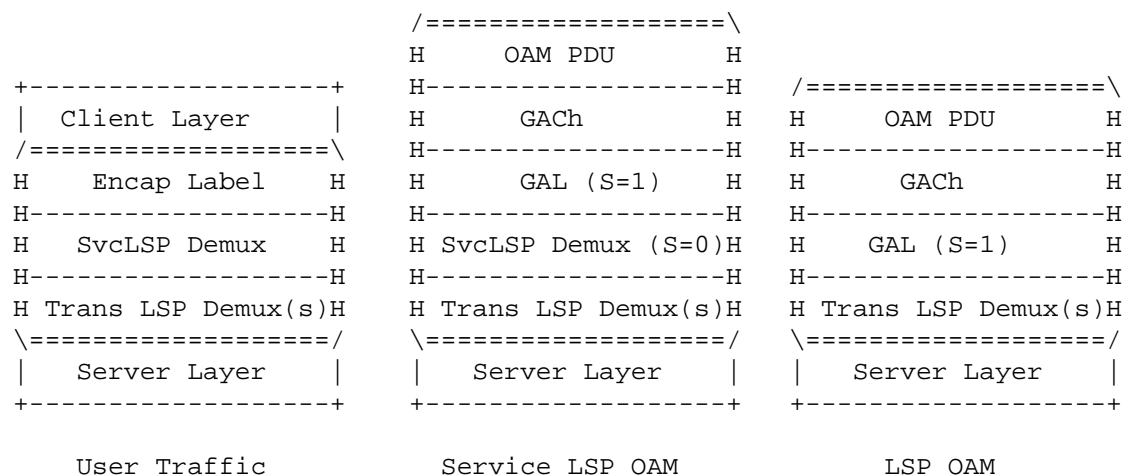 /===================\
                         H     OAM PDU       H
+-------------------+    H-------------------H   /===================\
|  Client Layer     |    H      GACh         H   H     OAM PDU       H
/===================\    H-------------------H   H-------------------H
H    Encap Label    H    H      GAL (S=1)    H   H      GACh         H
H-------------------H    H-------------------H   H-------------------H
H   SvcLSP Demux    H    H SvcLSP Demux (S=0)H   H    GAL (S=1)      H
H-------------------H    H-------------------H   H-------------------H
H Trans LSP Demux(s)H    H Trans LSP Demux(s)H   H Trans LSP Demux(s)H
\===================/    \===================/   \===================/
|   Server Layer    |    |   Server Layer    |   |   Server Layer    |
+-------------------+    +-------------------+   +-------------------+
    User Traffic           Service LSP OAM             LSP OAM